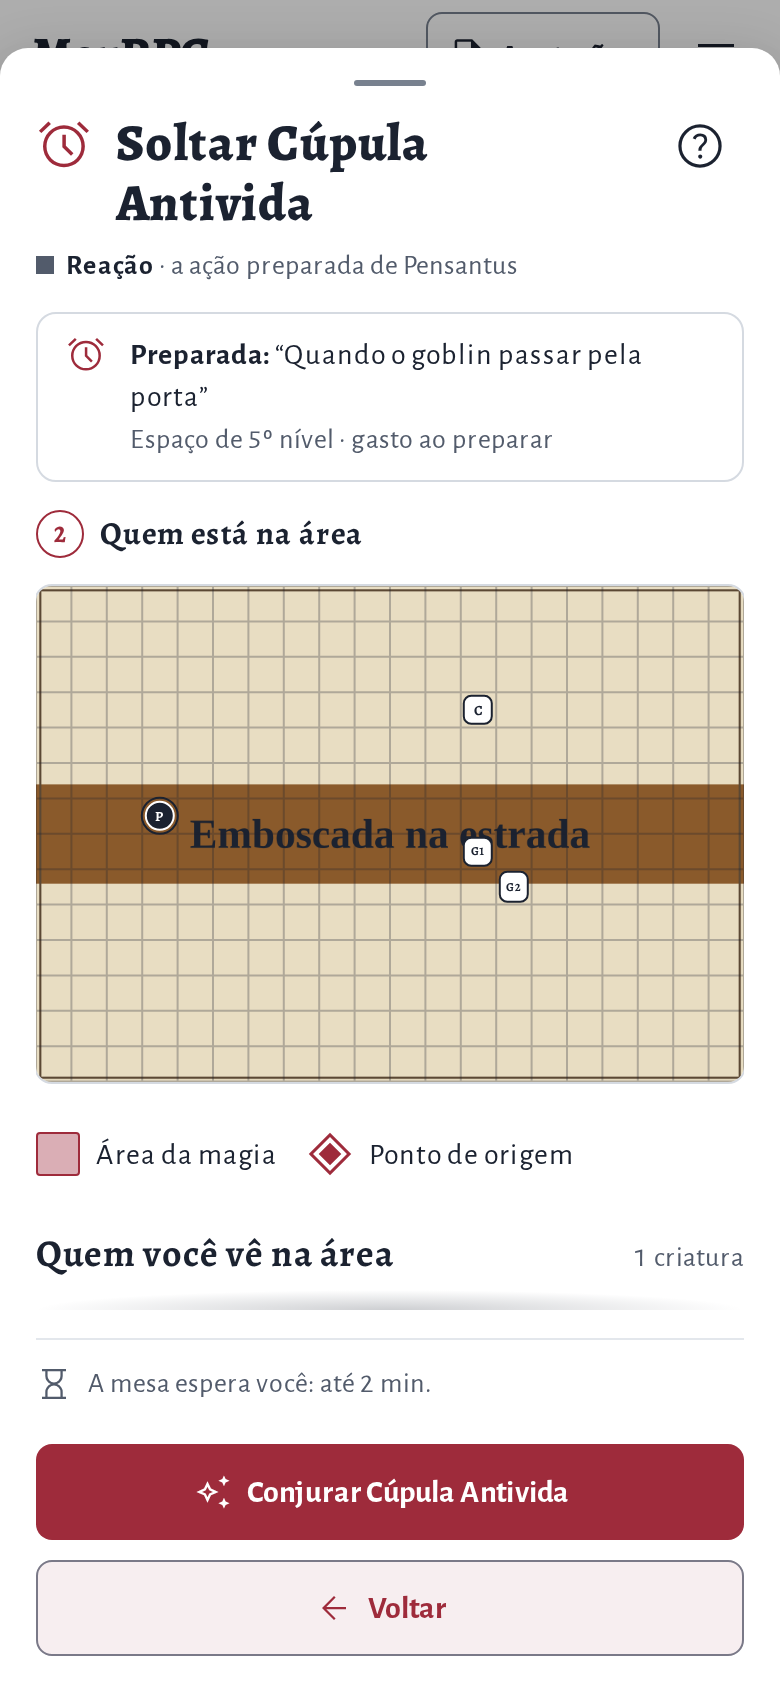 Soltar Cúpula
Antivida
Reação · a ação preparada de Pensantus
Preparada: “Quando o goblin passar pela
porta”
Espaço de 5º nível · gasto ao preparar
2 Quem está na área
C
P
Emboscada na estrada
G1
G2
Área da magia
Ponto de origem
Quem você vê na área
1 criatura
A mesa espera você: até 2 min.
Conjurar Cúpula Antivida
Voltar